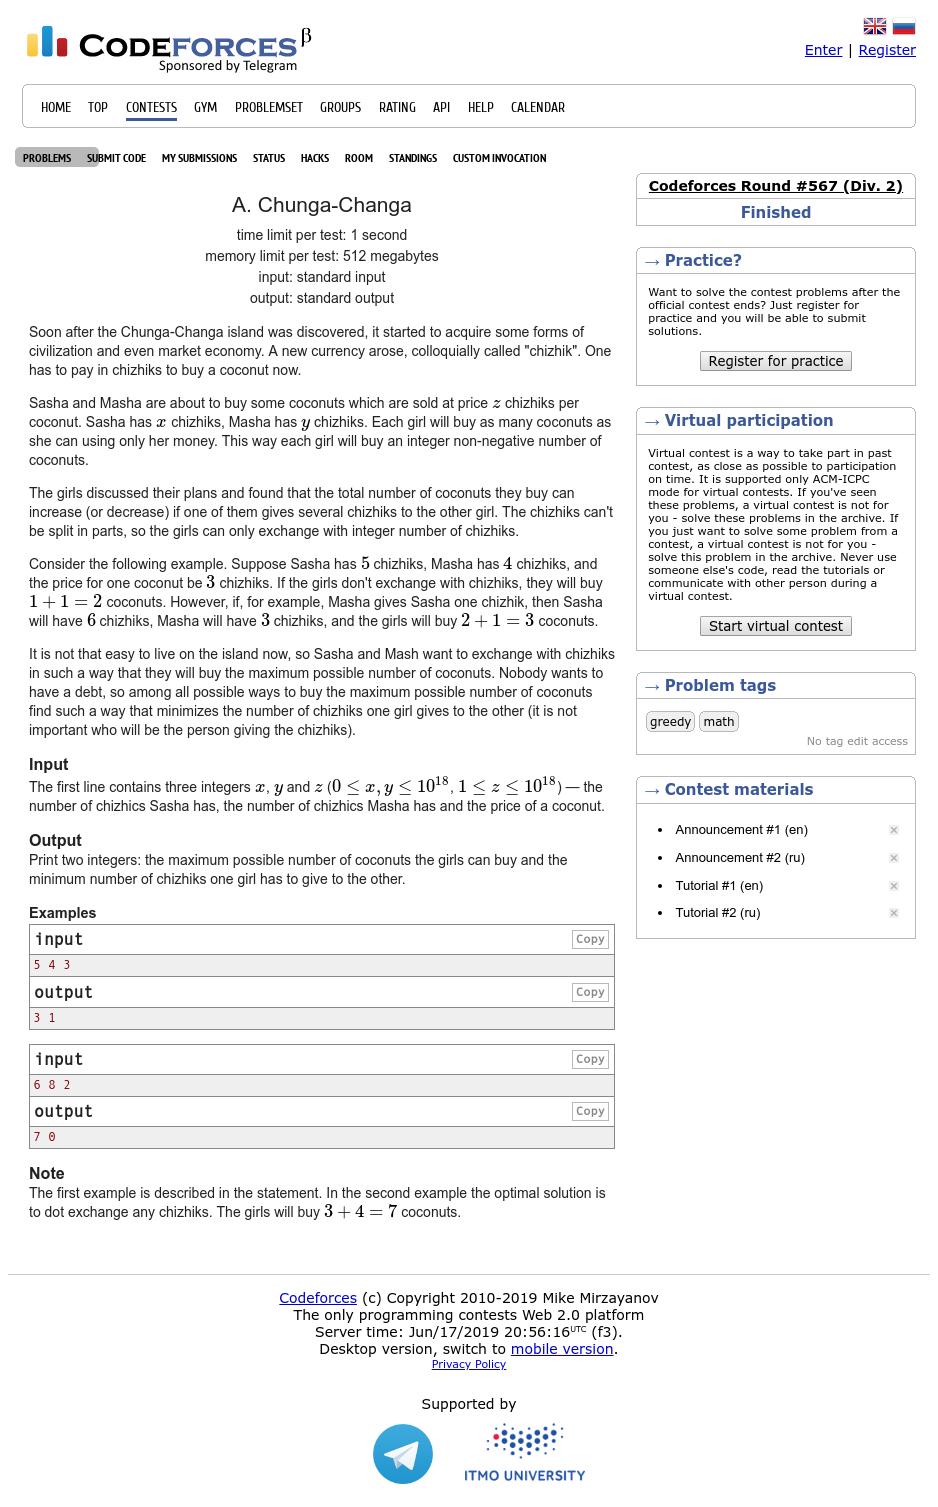 CODEFORCES β
Sponsored by Telegram
Enter | Register
HOME TOP CONTESTS GYM PROBLEMSET GROUPS RATING API HELP CALENDAR
PROBLEMS SUBMIT CODE MY SUBMISSIONS STATUS HACKS ROOM STANDINGS CUSTOM INVOCATION
A. Chunga-Changa
time limit per test: 1 second
memory limit per test: 512 megabytes
input: standard input
output: standard output
Soon after the Chunga-Changa island was discovered, it started to acquire some forms of
civilization and even market economy. A new currency arose, colloquially called "chizhik". One
has to pay in chizhiks to buy a coconut now.
Sasha and Masha are about to buy some coconuts which are sold at price z chizhiks per
coconut. Sasha has x chizhiks, Masha has y chizhiks. Each girl will buy as many coconuts as
she can using only her money. This way each girl will buy an integer non-negative number of
coconuts.
The girls discussed their plans and found that the total number of coconuts they buy can
increase (or decrease) if one of them gives several chizhiks to the other girl. The chizhiks can't
be split in parts, so the girls can only exchange with integer number of chizhiks.
Consider the following example. Suppose Sasha has 5 chizhiks, Masha has 4 chizhiks, and
the price for one coconut be 3 chizhiks. If the girls don't exchange with chizhiks, they will buy
1 + 1 = 2 coconuts. However, if, for example, Masha gives Sasha one chizhik, then Sasha
will have 6 chizhiks, Masha will have 3 chizhiks, and the girls will buy 2 + 1 = 3 coconuts.
It is not that easy to live on the island now, so Sasha and Mash want to exchange with chizhiks
in such a way that they will buy the maximum possible number of coconuts. Nobody wants to
have a debt, so among all possible ways to buy the maximum possible number of coconuts
find such a way that minimizes the number of chizhiks one girl gives to the other (it is not
important who will be the person giving the chizhiks).
Input
The first line contains three integers x, y and z (0 ≤ x, y ≤ 10^18, 1 ≤ z ≤ 10^18) — the
number of chizhics Sasha has, the number of chizhics Masha has and the price of a coconut.
Output
Print two integers: the maximum possible number of coconuts the girls can buy and the
minimum number of chizhiks one girl has to give to the other.
Examples
input Copy
5 4 3
output Copy
3 1
input Copy
6 8 2
output Copy
7 0
Note
The first example is described in the statement. In the second example the optimal solution is
to dot exchange any chizhiks. The girls will buy 3 + 4 = 7 coconuts.
Codeforces Round #567 (Div. 2)
Finished
→ Practice?
Want to solve the contest problems after the
official contest ends? Just register for
practice and you will be able to submit
solutions.
Register for practice
→ Virtual participation
Virtual contest is a way to take part in past
contest, as close as possible to participation
on time. It is supported only ACM-ICPC
mode for virtual contests. If you've seen
these problems, a virtual contest is not for
you - solve these problems in the archive. If
you just want to solve some problem from a
contest, a virtual contest is not for you -
solve this problem in the archive. Never use
someone else's code, read the tutorials or
communicate with other person during a
virtual contest.
Start virtual contest
→ Problem tags
greedy math
No tag edit access
→ Contest materials
• Announcement #1 (en) ×
• Announcement #2 (ru) ×
• Tutorial #1 (en) ×
• Tutorial #2 (ru) ×
Codeforces (c) Copyright 2010-2019 Mike Mirzayanov
The only programming contests Web 2.0 platform
Server time: Jun/17/2019 20:56:16 UTC (f3).
Desktop version, switch to mobile version.
Privacy Policy
Supported by
ITMO UNIVERSITY